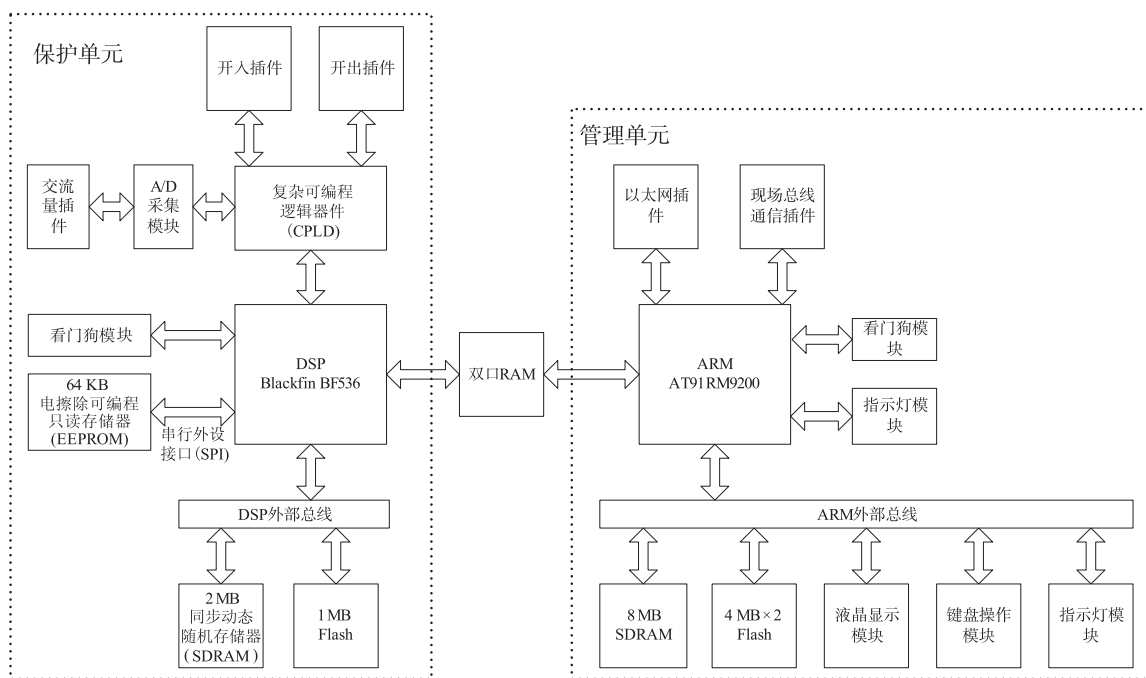 保护单元
开入插件
开出插件
交流
量插
件
A/D
采集
模块
复杂可编程
逻辑器件
(CPLD)
看门狗模块
DSP
Blackfin BF536
64 KB
电擦除可编程
只读存储器
(EEPROM)
串行外设
接口(SPI)
DSP外部总线
2 MB
同步动态
随机存储器
(SDRAM)
1 MB
Flash
双口RAM
管理单元
以太网插
件
现场总线
通信插件
ARM
AT91RM9200
看门狗模
块
指示灯模
块
ARM外部总线
8 MB
SDRAM
4 MB×2
Flash
液晶显示
模块
键盘操作
模块
指示灯模
块